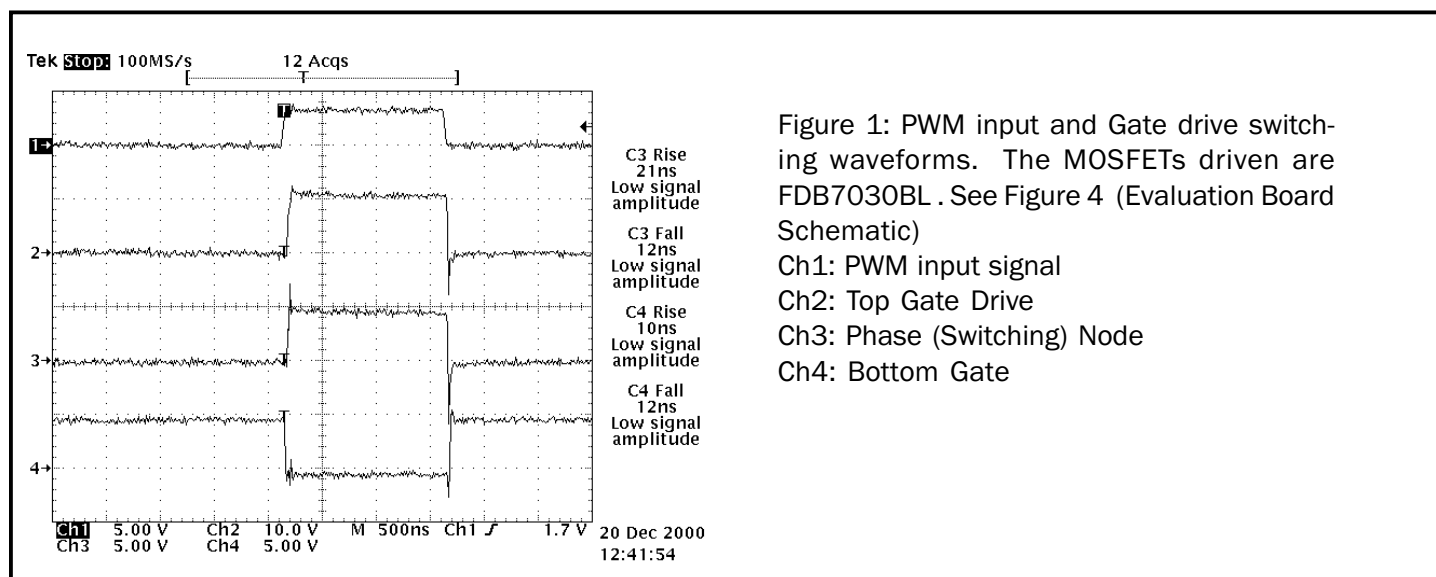 Tek Stop: 100MS/s 12 Acqs
[ T ]
T
1→
C3 Rise
21ns
Low signal
amplitude
2→
T
C3 Fall
12ns
Low signal
amplitude
3→
T
C4 Rise
10ns
Low signal
amplitude
4→
T
C4 Fall
12ns
Low signal
amplitude
Ch1 5.00 V Ch2 10.0 V M 500ns Ch1 ƒ 1.7 V
Ch3 5.00 V Ch4 5.00 V
20 Dec 2000
12:41:54
Figure 1: PWM input and Gate drive switch-
ing waveforms. The MOSFETs driven are
FDB7030BL . See Figure 4 (Evaluation Board
Schematic)
Ch1: PWM input signal
Ch2: Top Gate Drive
Ch3: Phase (Switching) Node
Ch4: Bottom Gate